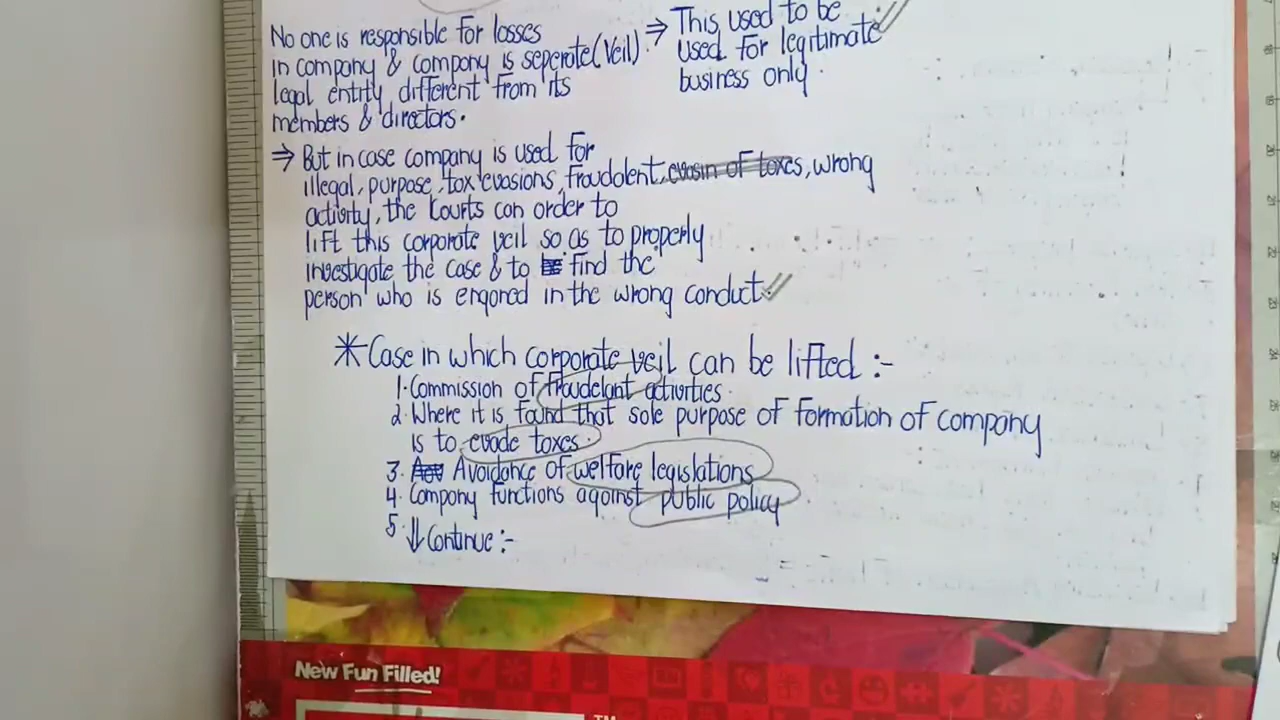 No one is responsible for losses
in company & company is seperate (Veil)
legal entity different from its
members & directors.
⇒ This used to be
used for legitimate
business only.
⇒ But in case company is used for
illegal, purpose, tax evasions, fraudolent, evasin of taxes, wrong
activity, the Courts can order to
lift this corporate veil so as to properly
investigate the case & to find the
person who is engored in the wrong conduct
* Case in which corporate veil can be lifted :-
1. Commission of fraudelant activities.
2. Where it is found that sole purpose of formation of company
is to evade taxes.
3. Avoidance of welfare legislations
4. Company functions against public policy
5.
↓ Continue :-
New Fun Filled!
TM